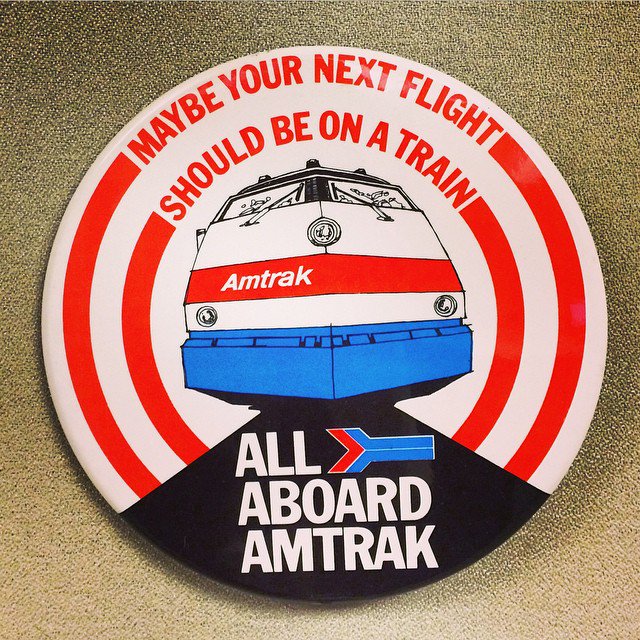 MAYBE YOUR NEXT FLIGHT
SHOULD BE ON A TRAIN
Amtrak
ALL
ABOARD
AMTRAK